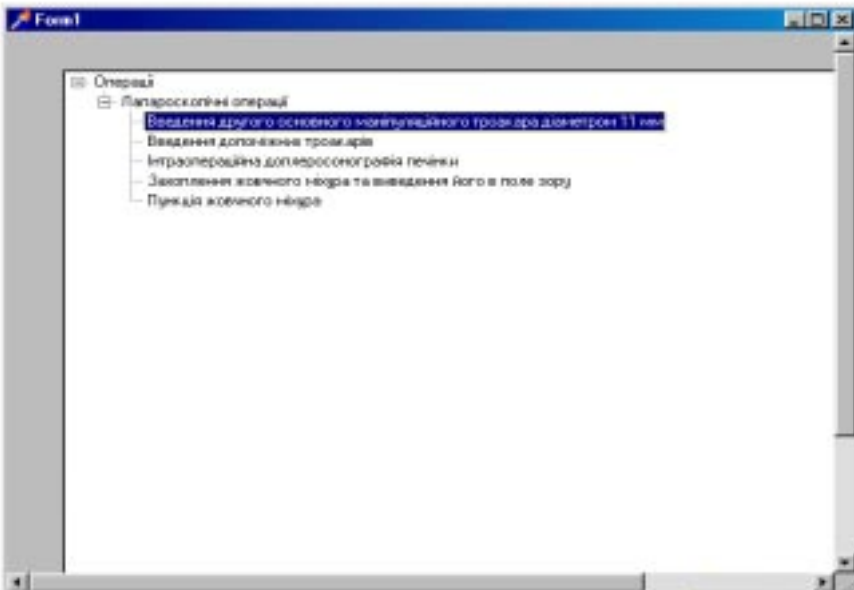 Form1
Операції
Лапароскопічні операції
Введення другого основного маніпуляційного троакара діаметром 11 мм
Введення допоміжних троакарів
Інтраопераційна доплеросонографія печінки
Захоплення жовчного міхура та виведення його в поле зору
Пункція жовчного міхура